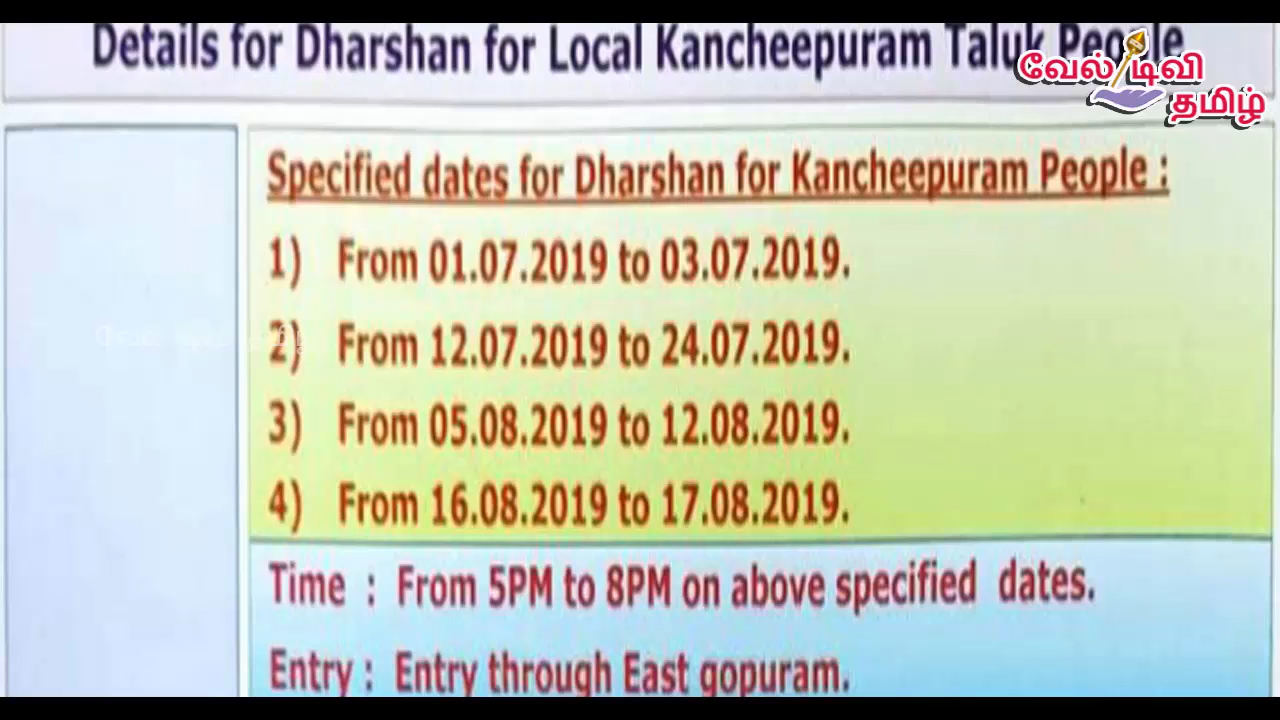 Details for Dharshan for Local Kancheepuram Taluk People
வேல் டிவி
தமிழ்
Specified dates for Dharshan for Kancheepuram People :
1) From 01.07.2019 to 03.07.2019.
2) From 12.07.2019 to 24.07.2019.
3) From 05.08.2019 to 12.08.2019.
4) From 16.08.2019 to 17.08.2019.
Time : From 5PM to 8PM on above specified dates.
Entry : Entry through East gopuram.